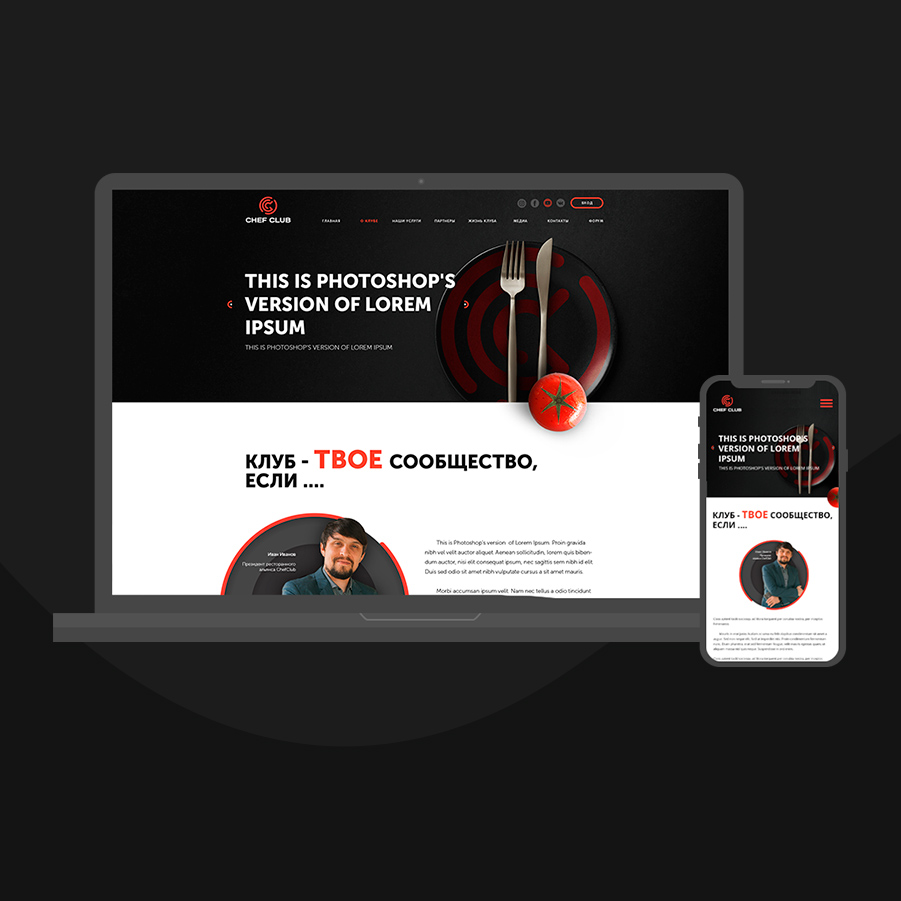 CHEF CLUB
ГЛАВНАЯ О КЛУБЕ НАШИ УСЛУГИ ПАРТНЕРЫ ЖИЗНЬ КЛУБА МЕДИА КОНТАКТЫ ФОРУМ
ВХОД
THIS IS PHOTOSHOP'S
VERSION OF LOREM
IPSUM
THIS IS PHOTOSHOP'S VERSION OF LOREM IPSUM
КЛУБ - ТВОЕ СООБЩЕСТВО,
ЕСЛИ ....
Иван Иванов
Президент ресторанного
альянса ChefClub
This is Photoshop's version of Lorem Ipsum. Proin gravida
nibh vel velit auctor aliquet. Aenean sollicitudin, lorem quis biben-
dum auctor, nisi elit consequat ipsum, nec sagittis sem nibh id elit.
Duis sed odio sit amet nibh vulputate cursus a sit amet mauris.
Morbi accumsan ipsum velit. Nam nec tellus a odio tincidunt
CHEF CLUB
THIS IS PHOTOSHOP'S
VERSION OF LOREM
IPSUM
THIS IS PHOTOSHOP'S VERSION OF LOREM IPSUM
КЛУБ - ТВОЕ СООБЩЕСТВО,
ЕСЛИ ....